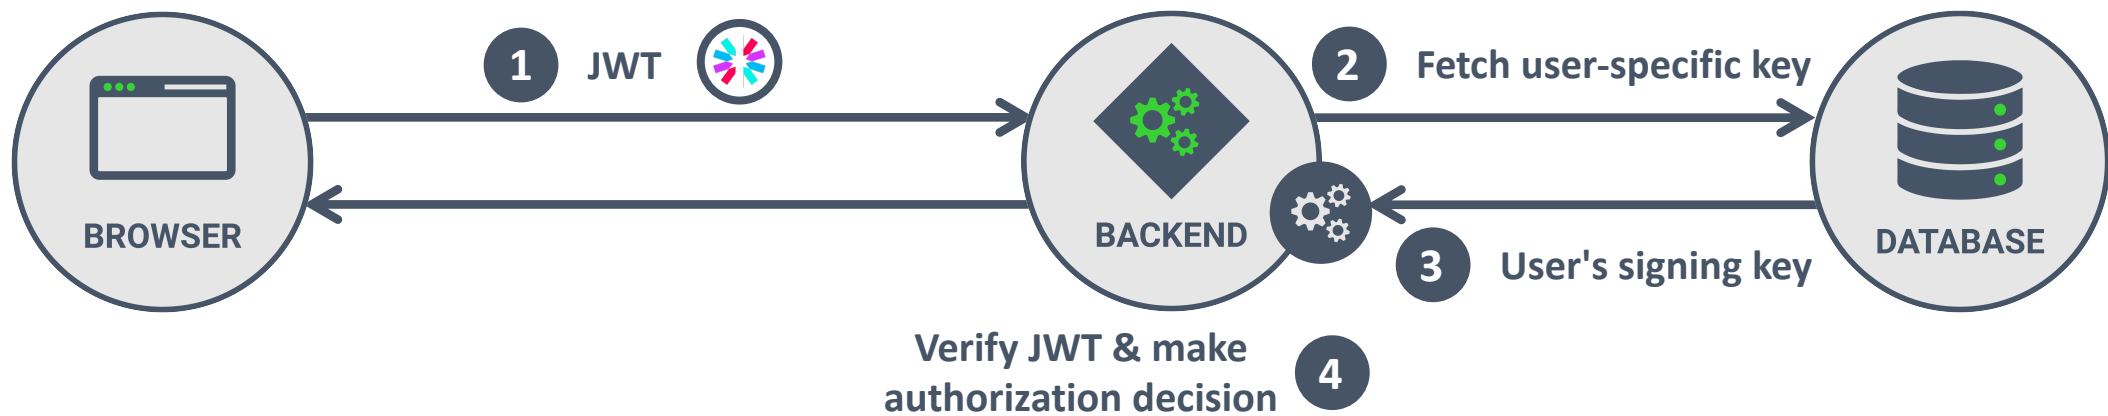 1 JWT
2 Fetch user-specific key
BROWSER
BACKEND
DATABASE
3 User's signing key
Verify JWT & make
authorization decision
4